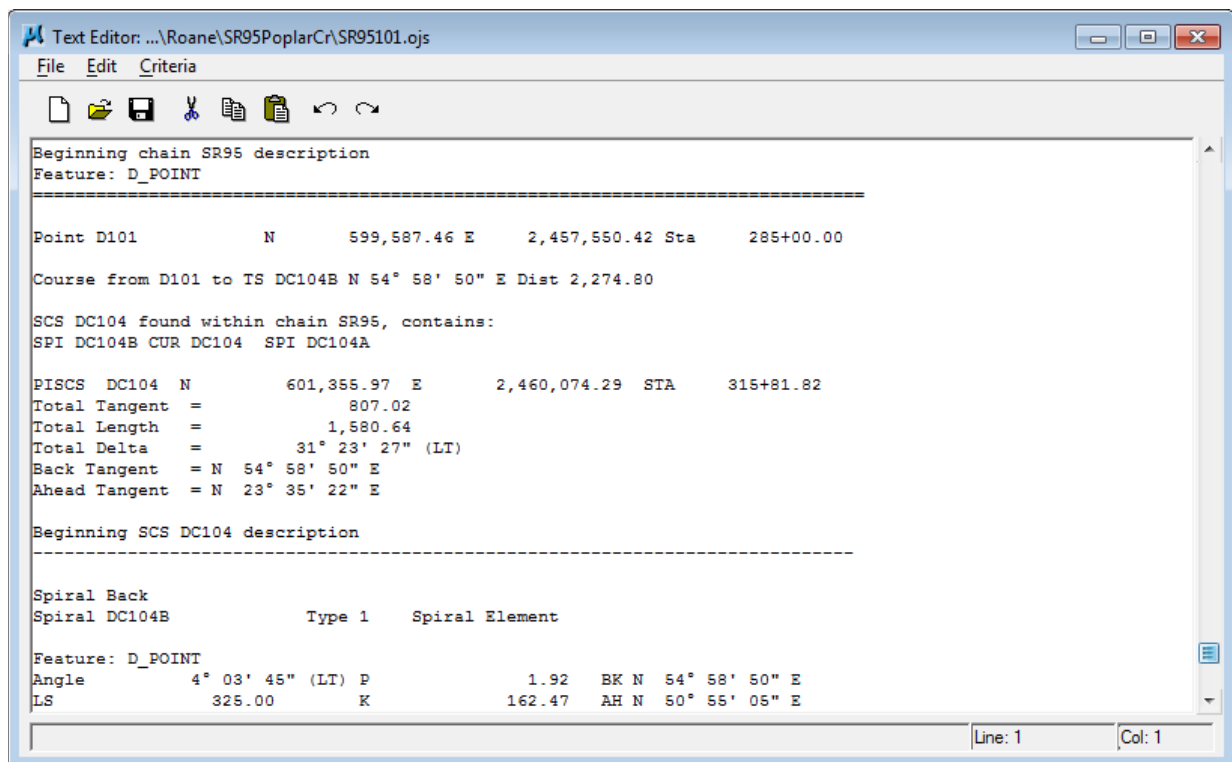 Text Editor: ...\Roane\SR95PoplarCr\SR95101.ojs
File Edit Criteria
Beginning chain SR95 description
Feature: D_POINT
===============================================================================
Point D101 N 599,587.46 E 2,457,550.42 Sta 285+00.00
Course from D101 to TS DC104B N 54° 58' 50" E Dist 2,274.80
SCS DC104 found within chain SR95, contains:
SPI DC104B CUR DC104 SPI DC104A
PISCS DC104 N 601,355.97 E 2,460,074.29 STA 315+81.82
Total Tangent = 807.02
Total Length = 1,580.64
Total Delta = 31° 23' 27" (LT)
Back Tangent = N 54° 58' 50" E
Ahead Tangent = N 23° 35' 22" E
Beginning SCS DC104 description
------------------------------------------------------------------------------
Spiral Back
Spiral DC104B Type 1 Spiral Element
Feature: D_POINT
Angle 4° 03' 45" (LT) P 1.92 BK N 54° 58' 50" E
LS 325.00 K 162.47 AH N 50° 55' 05" E
Line: 1 Col: 1